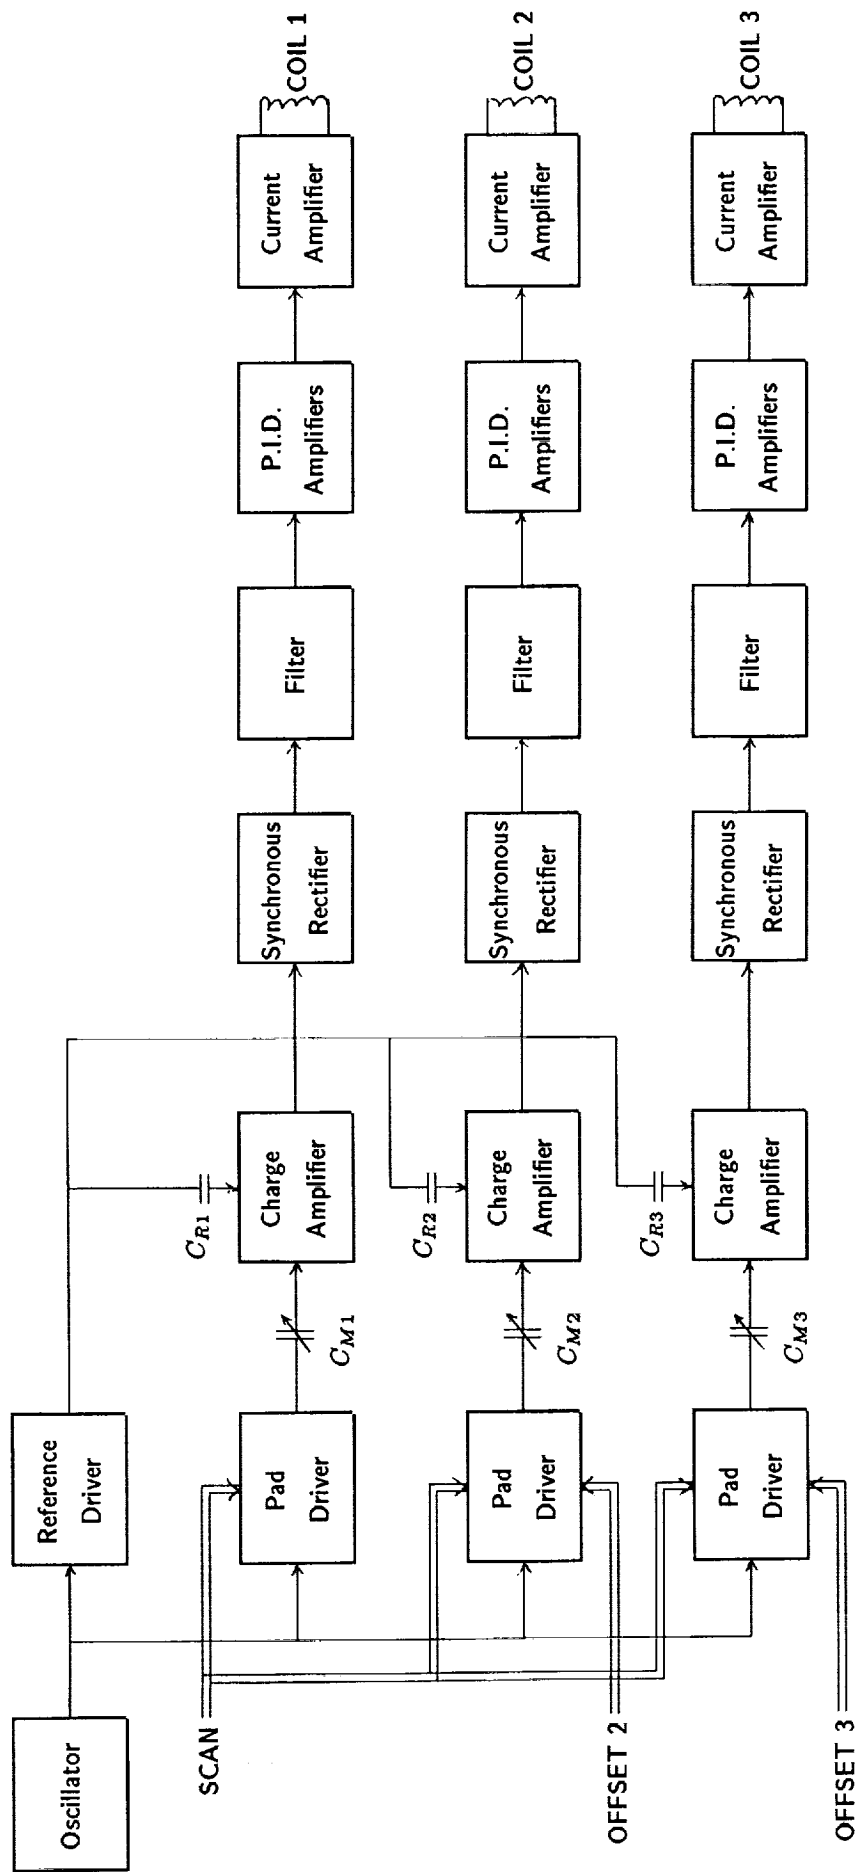 Oscillator
Reference
Driver
SCAN
Pad
Driver
C_{M1}
C_{R1}
Charge
Amplifier
Synchronous
Rectifier
Filter
P.I.D.
Amplifiers
Current
Amplifier
COIL 1
OFFSET 2
Pad
Driver
C_{M2}
C_{R2}
Charge
Amplifier
Synchronous
Rectifier
Filter
P.I.D.
Amplifiers
Current
Amplifier
COIL 2
OFFSET 3
Pad
Driver
C_{M3}
C_{R3}
Charge
Amplifier
Synchronous
Rectifier
Filter
P.I.D.
Amplifiers
Current
Amplifier
COIL 3